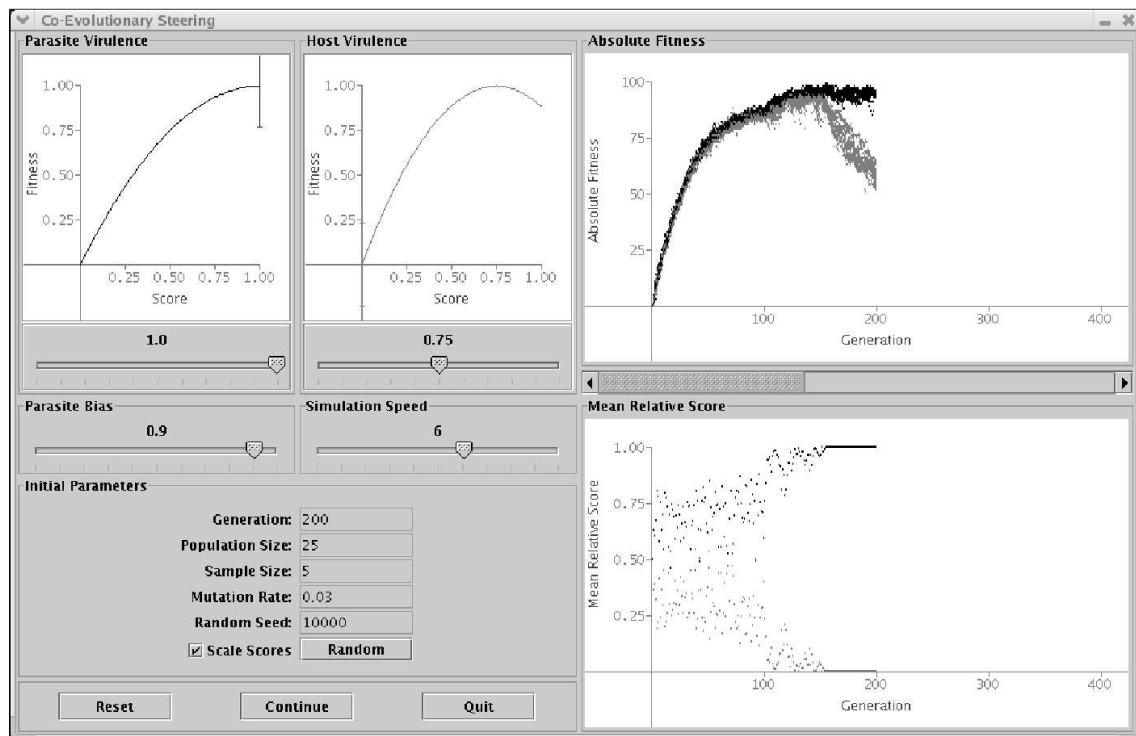 Co-Evolutionary Steering
Parasite Virulence
1.00
0.75
0.50
0.25
Fitness
0.25 0.50 0.75 1.00
Score
1.0
Host Virulence
1.00
0.75
0.50
0.25
Fitness
0.25 0.50 0.75 1.00
Score
0.75
Parasite Bias
0.9
Simulation Speed
6
Initial Parameters
Generation: 200
Population Size: 25
Sample Size: 5
Mutation Rate: 0.03
Random Seed: 10000
Scale Scores Random
Reset Continue Quit
Absolute Fitness
100
75
50
25
Absolute Fitness
100 200 300 400
Generation
Mean Relative Score
1.00
0.75
0.50
0.25
Mean Relative Score
100 200 300 400
Generation